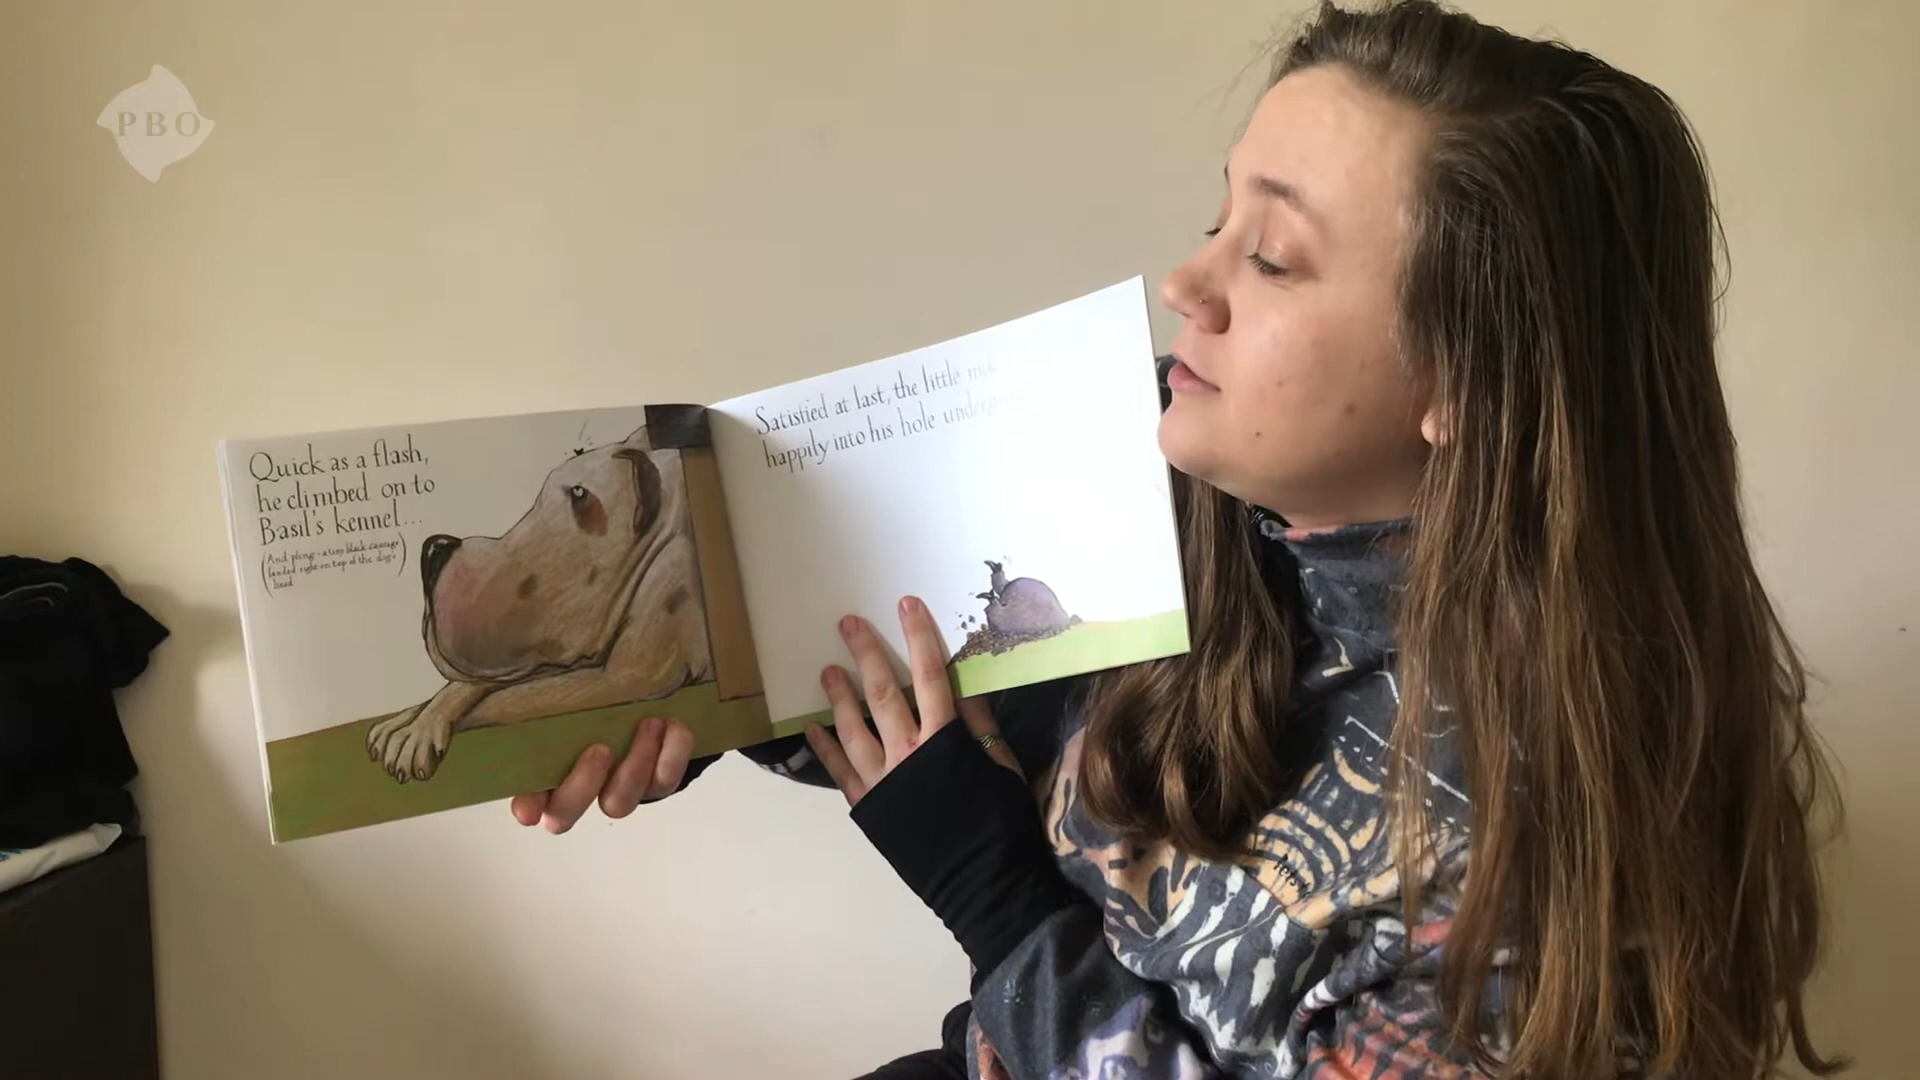 PBO
Quick as a flash,
he climbed on to
Basil's kennel...
(And pling – a tiny black sausage
landed right on top of the dog's
head)
Satisfied at last, the little
happily into his hole